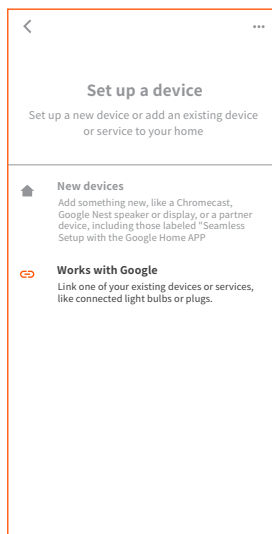 Set up a device
Set up a new device or add an existing device
or service to your home
New devices
Add something new, like a Chromecast,
Google Nest speaker or display, or a partner
device, including those labeled "Seamless
Setup with the Google Home APP
Works with Google
Link one of your existing devices or services,
like connected light bulbs or plugs.